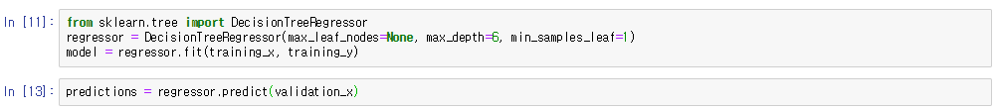 In [11]: from sklearn.tree import DecisionTreeRegressor
regressor = DecisionTreeRegressor(max_leaf_nodes=None, max_depth=6, min_samples_leaf=1)
model = regressor.fit(training_x, training_y)
In [13]: predictions = regressor.predict(validation_x)